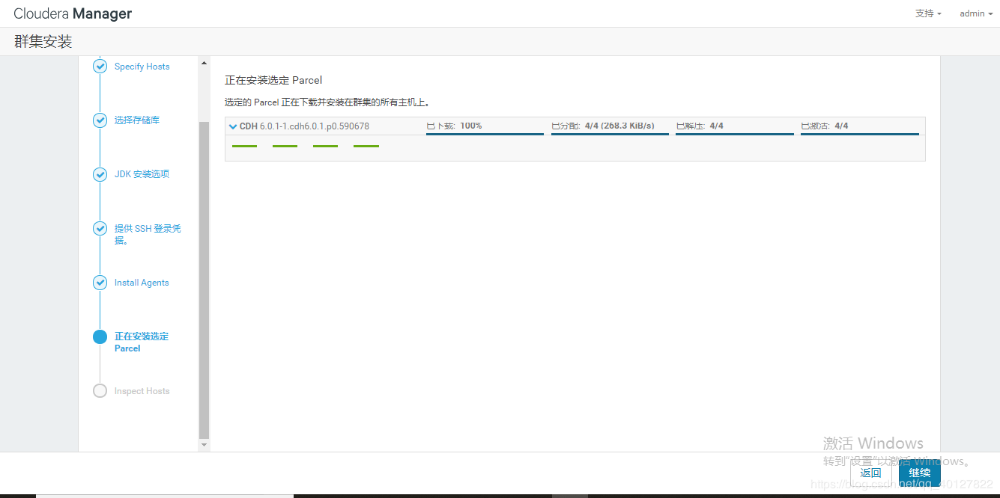 Cloudera Manager
支持
admin
群集安装
Specify Hosts
选择存储库
JDK 安装选项
提供 SSH 登录凭
据。
Install Agents
正在安装选定
Parcel
Inspect Hosts
正在安装选定 Parcel
选定的 Parcel 正在下载并安装在群集的所有主机上。
CDH 6.0.1-1.cdh6.0.1.p0.590678
已下载: 100%
已分配: 4/4 (268.3 KiB/s)
已解压: 4/4
已激活: 4/4
激活 Windows
转到"设置"以激活 Windows。
返回
继续
https://blog.csdn.net/qq_40127822